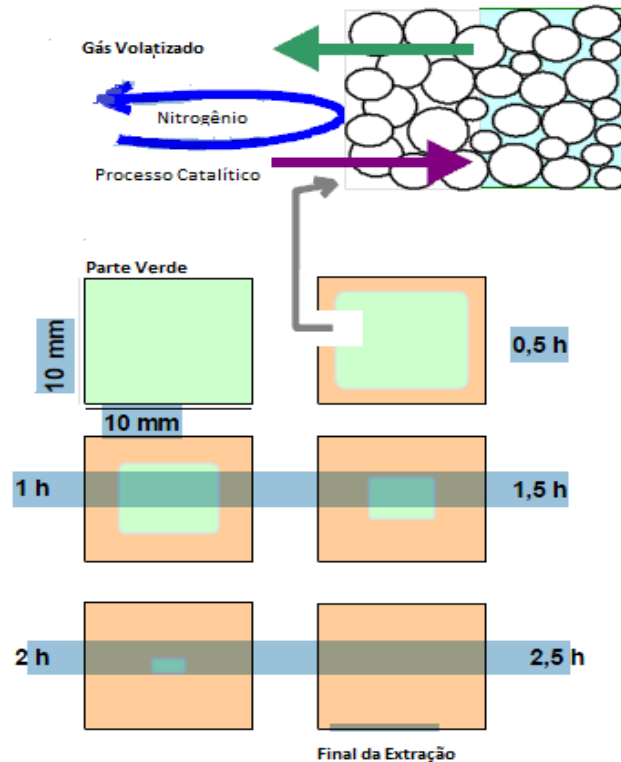 Gás Volatizado
Nitrogênio
Processo Catalítico
Parte Verde
10 mm
0,5 h
10 mm
1 h
1,5 h
2 h
2,5 h
Final da Extração